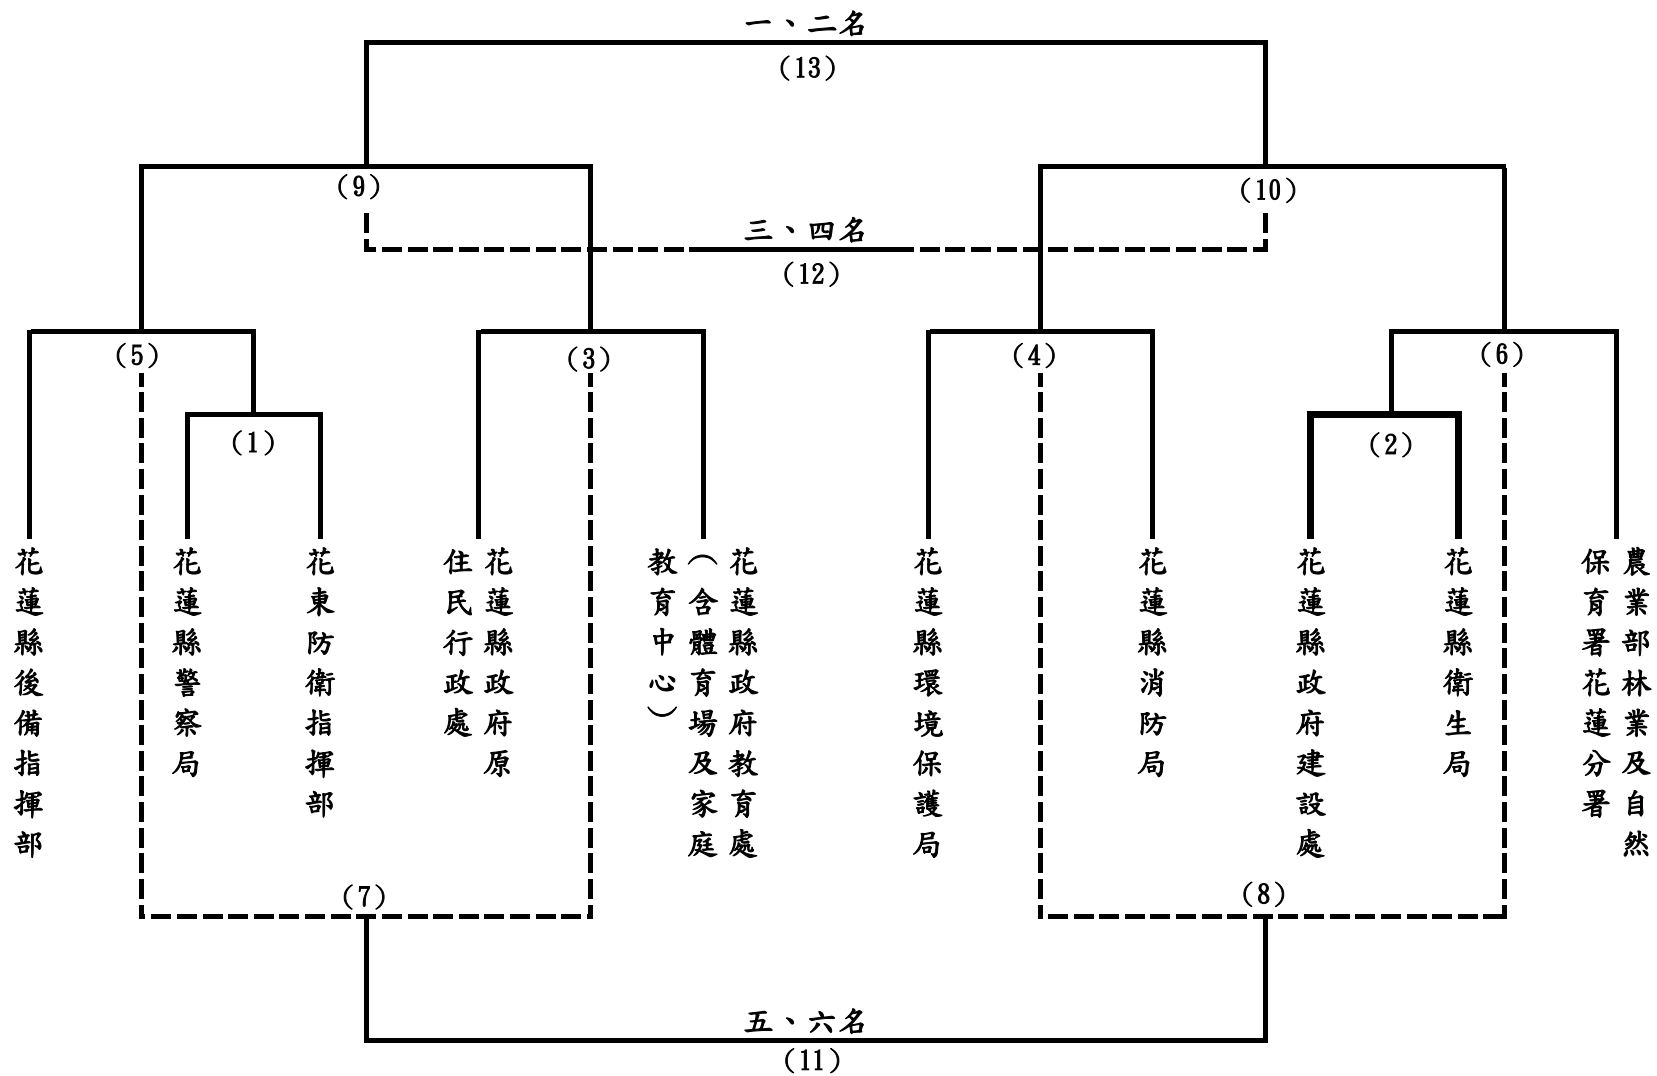 一、二名
(13)
(9)
(10)
三、四名
(12)
(5)
(3)
(4)
(6)
(1)
(2)
花蓮縣後備指揮部
花蓮縣警察局
花東防衛指揮部
花蓮縣政府原
住民行政處
花蓮縣政府教育處
(含體育場及家庭
教育中心)
花蓮縣環境保護局
花蓮縣消防局
花蓮縣政府建設處
花蓮縣衛生局
農業部林業及自然
保育署花蓮分署
(7)
(8)
五、六名
(11)